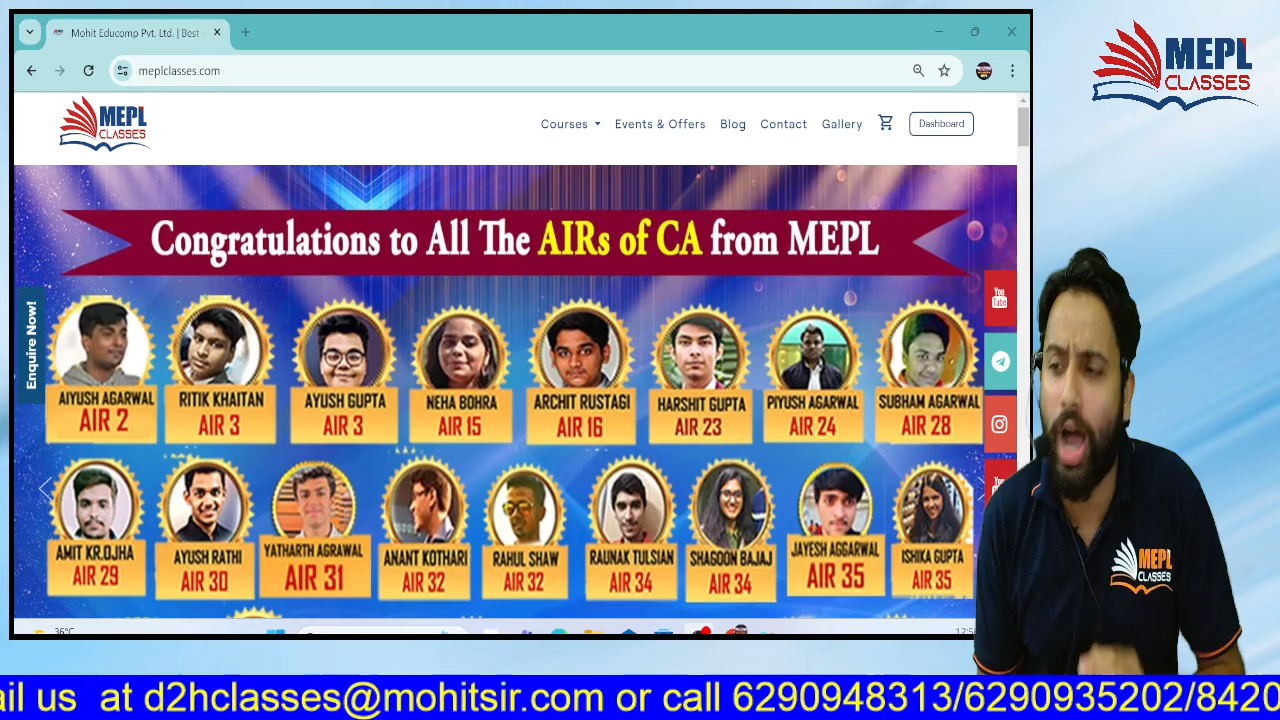 Mohit Educomp Pvt. Ltd. | Best
meplclasses.com
MEPL
CLASSES
MEPL
CLASSES
Courses
Events & Offers
Blog
Contact
Gallery
Dashboard
Congratulations to All The AIRs of CA from MEPL
Enquire Now!
You
Tube
AIYUSH AGARWAL
AIR 2
RITIK KHAITAN
AIR 3
AYUSH GUPTA
AIR 3
NEHA BOHRA
AIR 15
ARCHIT RUSTAGI
AIR 16
HARSHIT GUPTA
AIR 23
PIYUSH AGARWAL
AIR 24
SUBHAM AGARWAL
AIR 28
AMIT KR.OJHA
AIR 29
AYUSH RATHI
AIR 30
YATHARTH AGRAWAL
AIR 31
ANANT KOTHARI
AIR 32
RAHUL SHAW
AIR 32
RAUNAK TULSIAN
AIR 34
SHAGOON BAJAJ
AIR 34
JAYESH AGGARWAL
AIR 35
ISHIKA GUPTA
AIR 35
MEPL
CLASSES
36°C
ail us at d2hclasses@mohitsir.com or call 6290948313/6290935202/8420